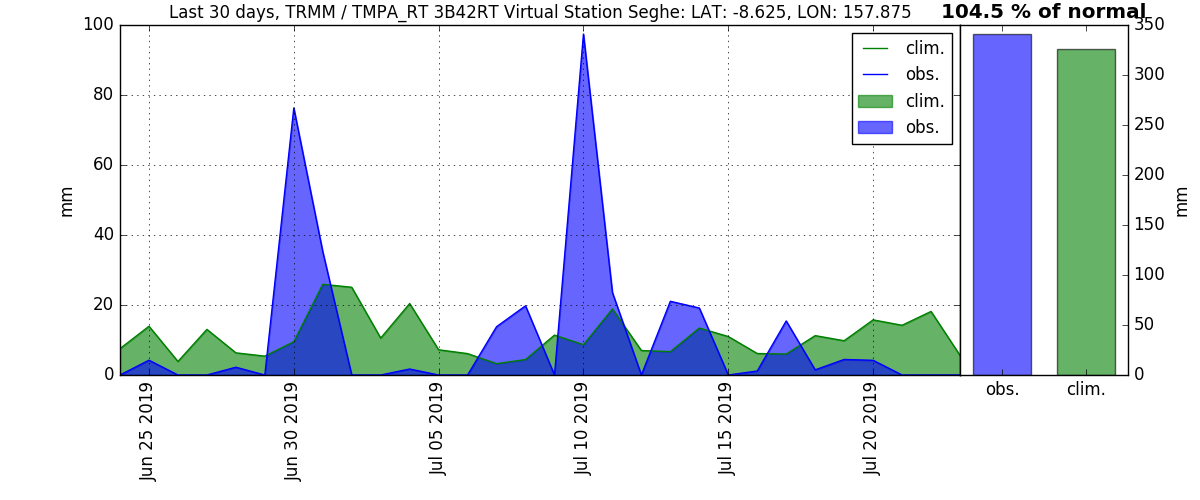 Last 30 days, TRMM / TMPA_RT 3B42RT Virtual Station Seghe: LAT: -8.625, LON: 157.875
104.5 % of normal
100
80
60
40
20
0
mm
clim.
obs.
clim.
obs.
Jun 25 2019
Jun 30 2019
Jul 05 2019
Jul 10 2019
Jul 15 2019
Jul 20 2019
350
300
250
200
150
100
50
0
mm
obs.
clim.